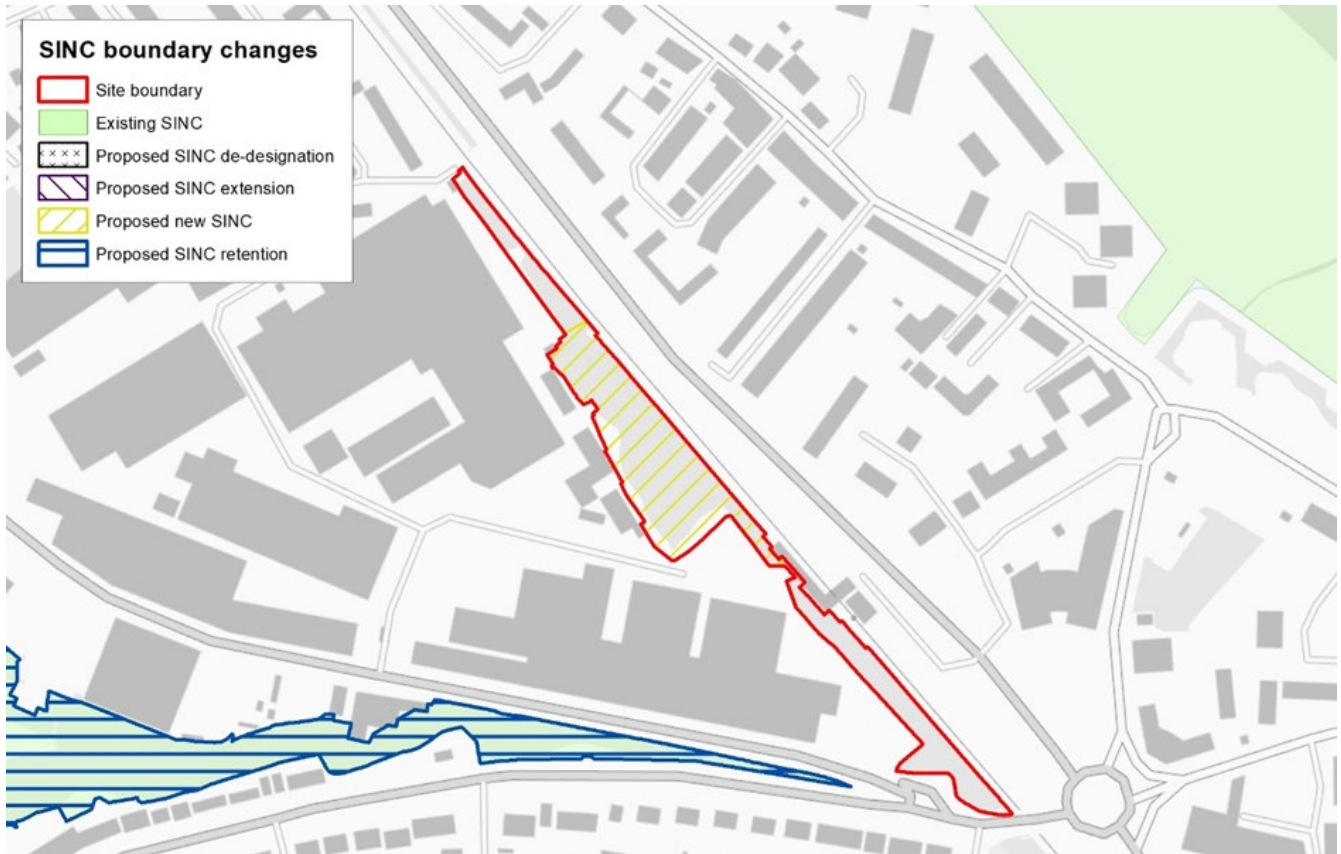 SINC boundary changes
Site boundary
Existing SINC
Proposed SINC de-designation
Proposed SINC extension
Proposed new SINC
Proposed SINC retention